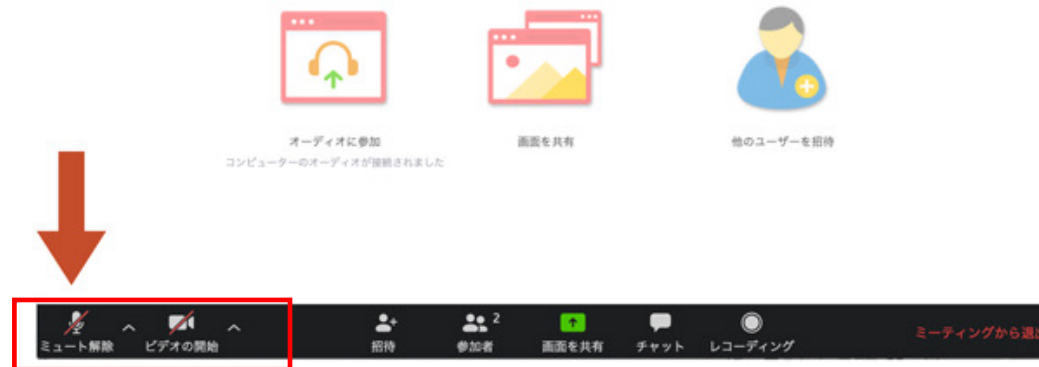 オーディオに参加
コンピューターのオーディオが接続されました
画面を共有
他のユーザーを招待
ミュート解除
ビデオの開始
招待
参加者
2
画面を共有
チャット
レコーディング
ミーティングから退出